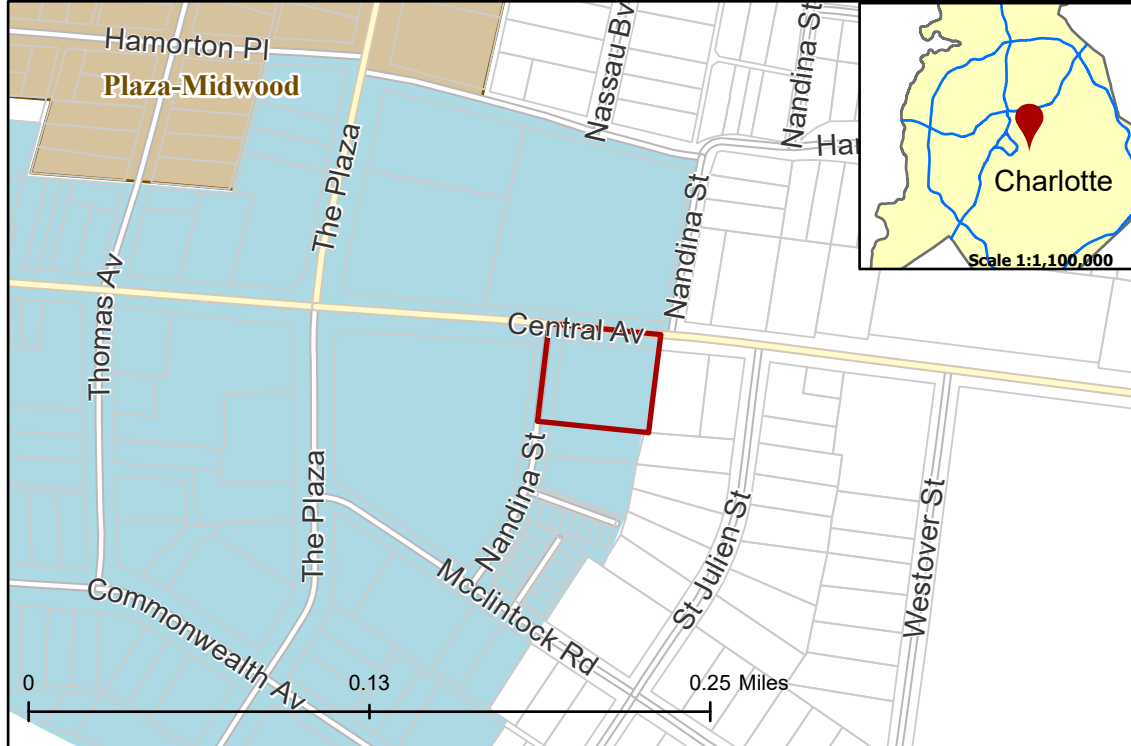 Hamorton Pl
Plaza-Midwood
Nassau Bv
Nandina St
Har
Charlotte
Scale 1:1,100,000
The Plaza
Nandina St
Thomas Av
Central Av
The Plaza
Nandina St
St Julien St
Westover St
Mcclintock Rd
Commonwealth Av
0
0.13
0.25 Miles